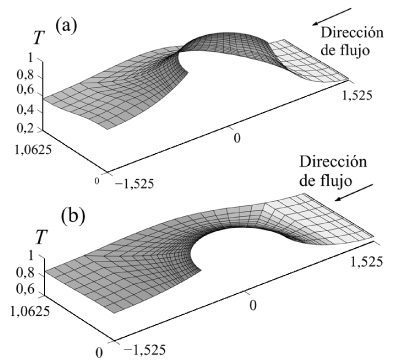 (a)
T
Dirección
de flujo
1
0,8
0,6
0,4
0,2
1,0625
0
−1,525
0
1,525
(b)
T
Dirección
de flujo
1
0,8
0,6
1,0625
0
−1,525
0
1,525